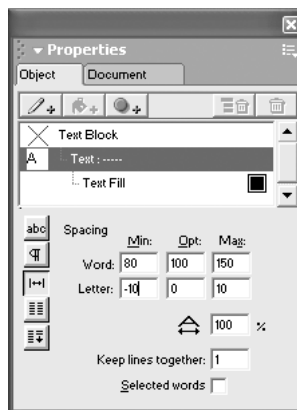 Properties
Object Document
Text Block
A Text : -----
Text Fill
abc Spacing
Min: Opt: Max:
Word: 80 100 150
Letter: -10 0 10
100 %
Keep lines together: 1
Selected words